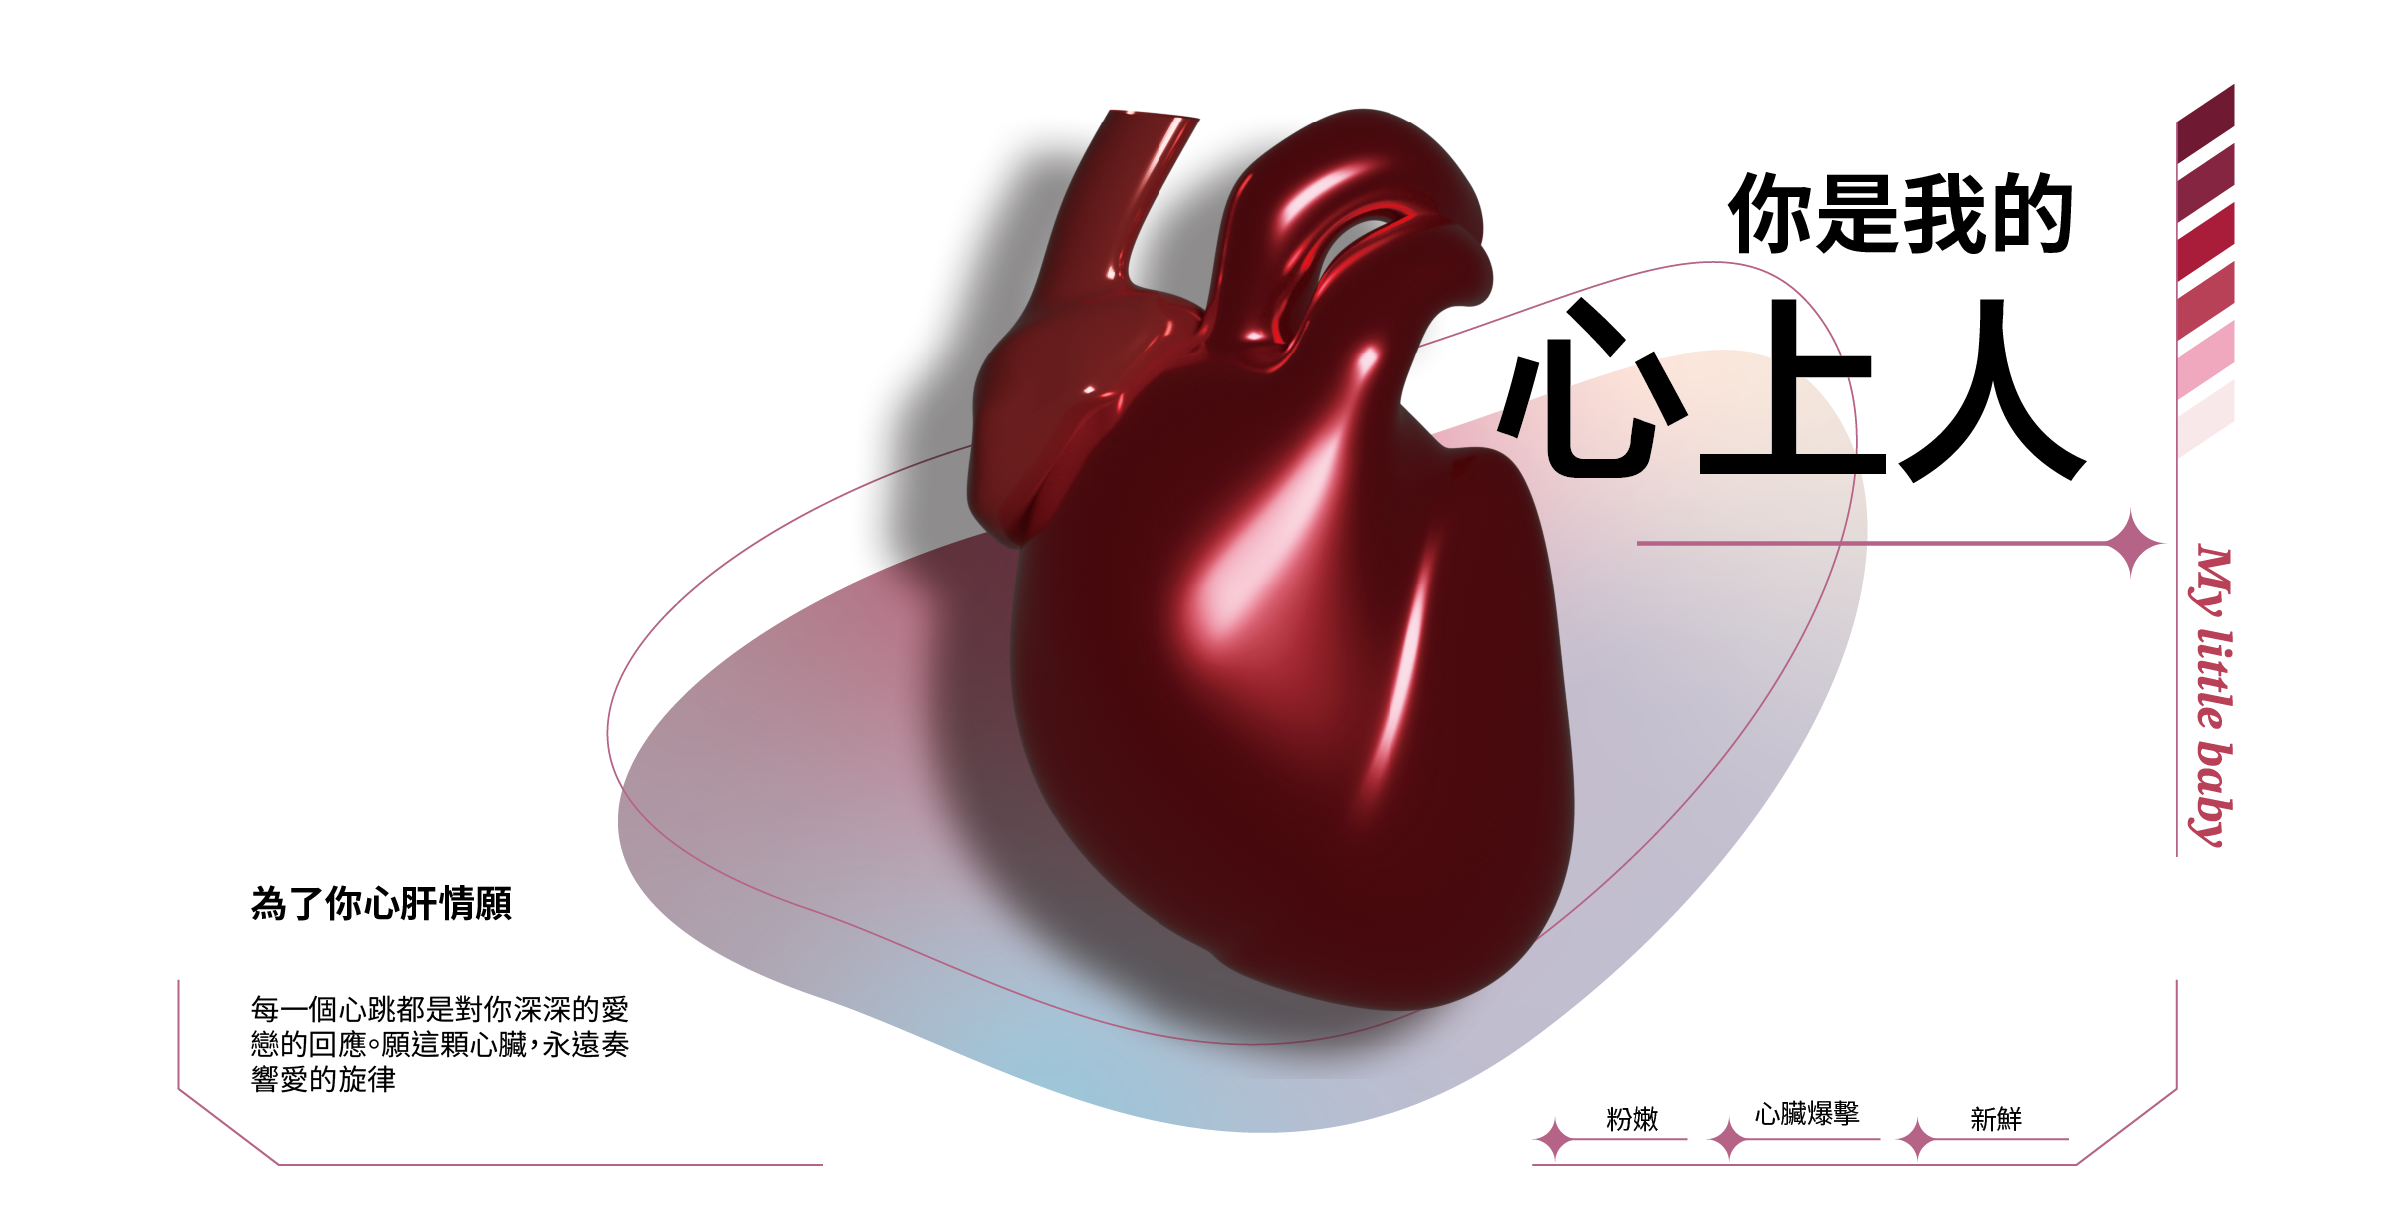 你是我的
心上人
My little baby
為了你心肝情願
每一個心跳都是對你深深的愛
戀的回應。願這顆心臟，永遠奏
響愛的旋律
粉嫩
心臟爆擊
新鮮